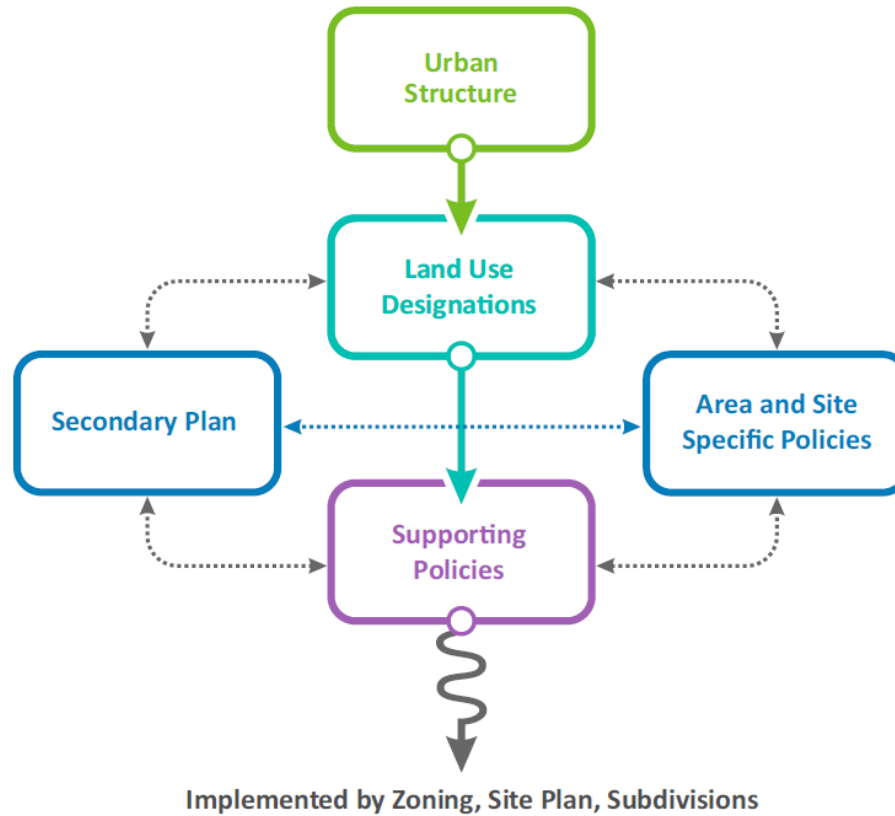 Urban
Structure
Land Use
Designations
Secondary Plan
Area and Site
Specific Policies
Supporting
Policies
Implemented by Zoning, Site Plan, Subdivisions